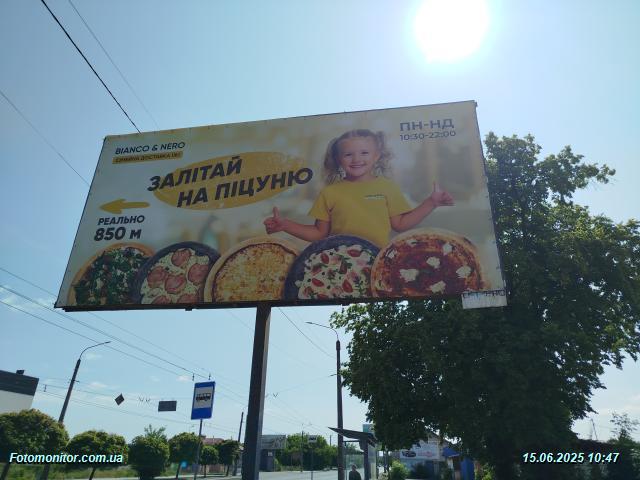 BIANCO & NERO
ПН-НД
10:30-22:00
ЗАЛІТАЙ
НА ПІЦУНЮ
РЕАЛЬНО
850 м
Fotomonitor.com.ua
15.06.2025 10:47